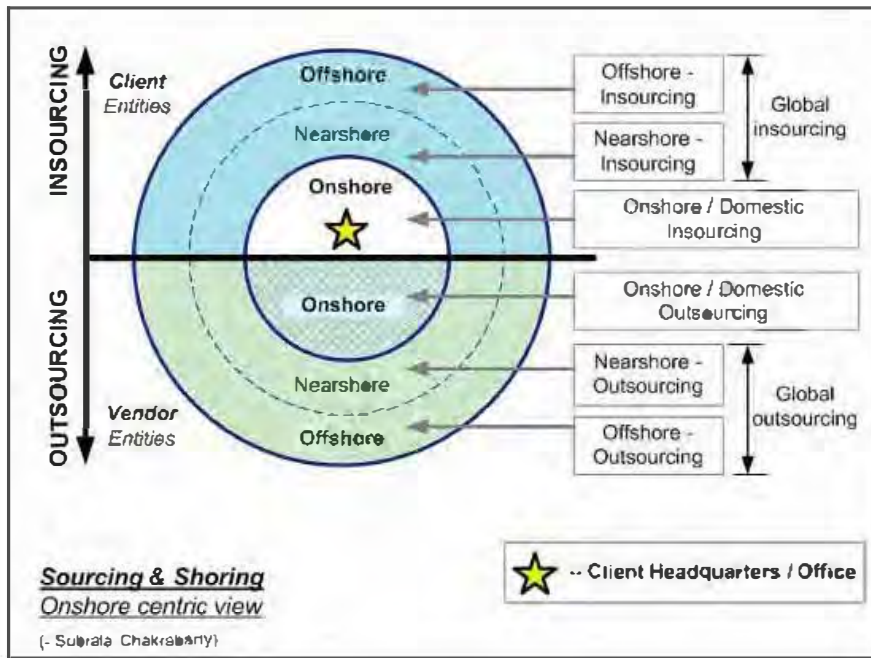 INSOURCING
OUTSOURCING
Client
Entities
Vendor
Entities
Offshore
Nearshore
Onshore
Onshore
Nearshore
Offshore
Offshore -
Insourcing
Nearshore -
Insourcing
Global
insourcing
Onshore / Domestic
Insourcing
Onshore / Domestic
Outsourcing
Nearshore -
Outsourcing
Offshore -
Outsourcing
Global
outsourcing
Sourcing & Shoring
Onshore centric view
(- Subrata Chakrabarty)
-- Client Headquarters / Office